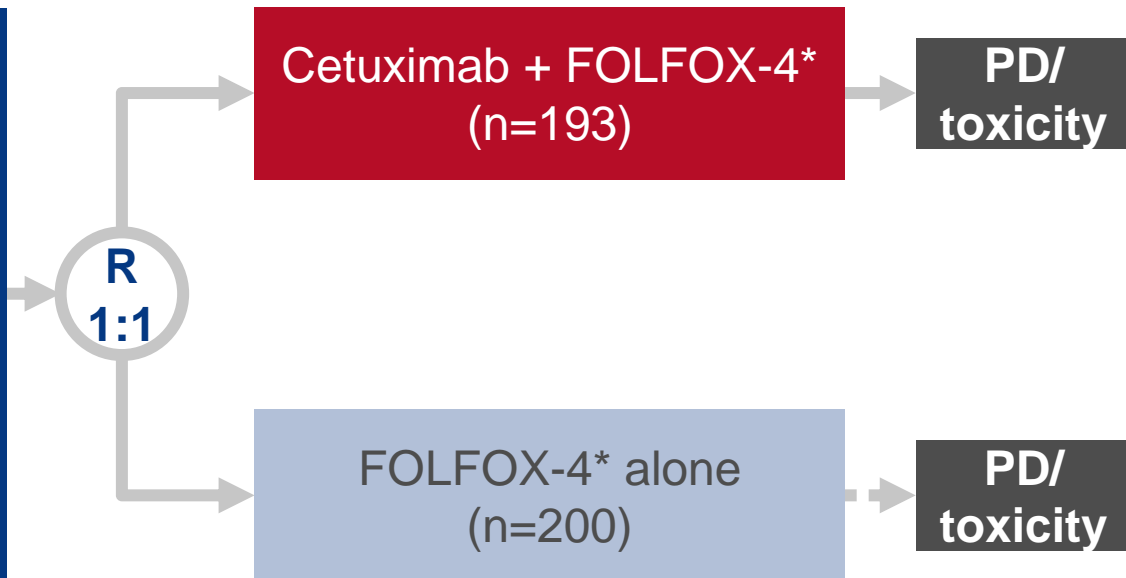 Cetuximab + FOLFOX-4*
(n=193)
PD/
toxicity
R
1:1
FOLFOX-4* alone
(n=200)
PD/
toxicity